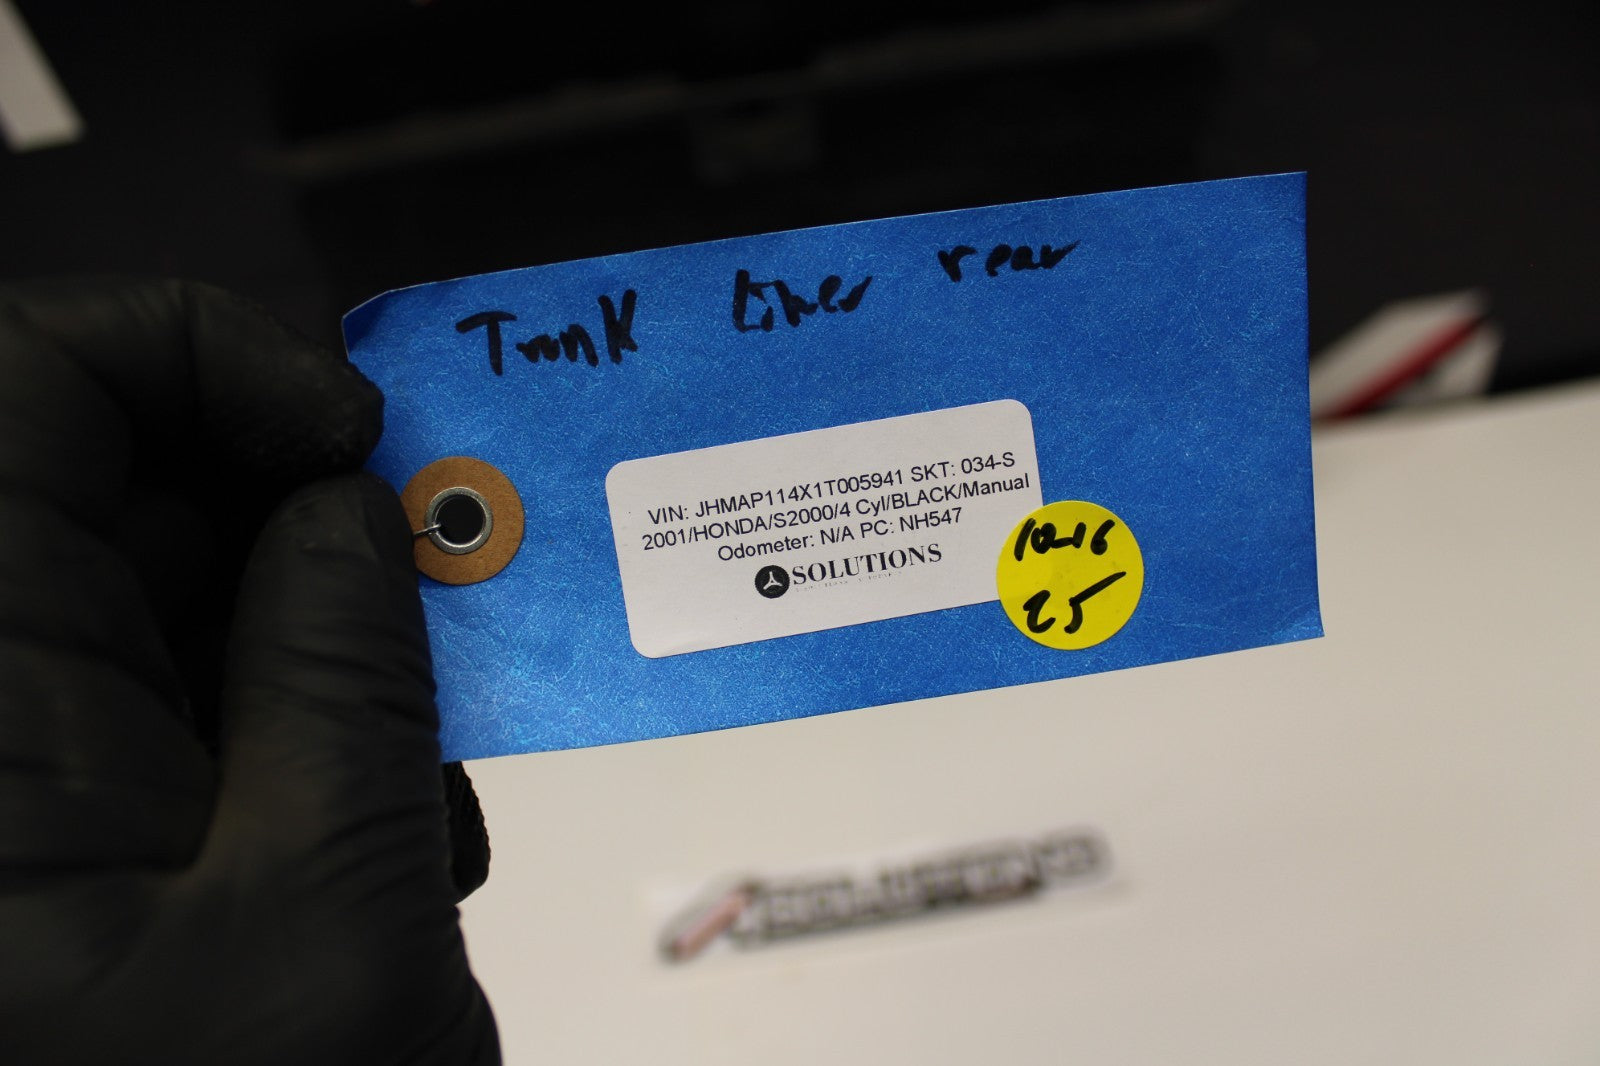 Trunk Liner rear
VIN: JHMAP114X1T005941 SKT: 034-S
2001/HONDA/S2000/4 Cyl/BLACK/Manual
Odometer: N/A PC: NH547
SOLUTIONS
10-16
25